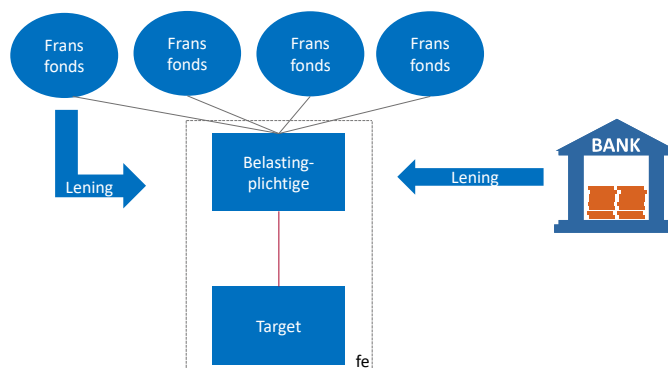 Frans
fonds
Frans
fonds
Frans
fonds
Frans
fonds
BANK
Belasting-
plichtige
Lening
Lening
Target
fe